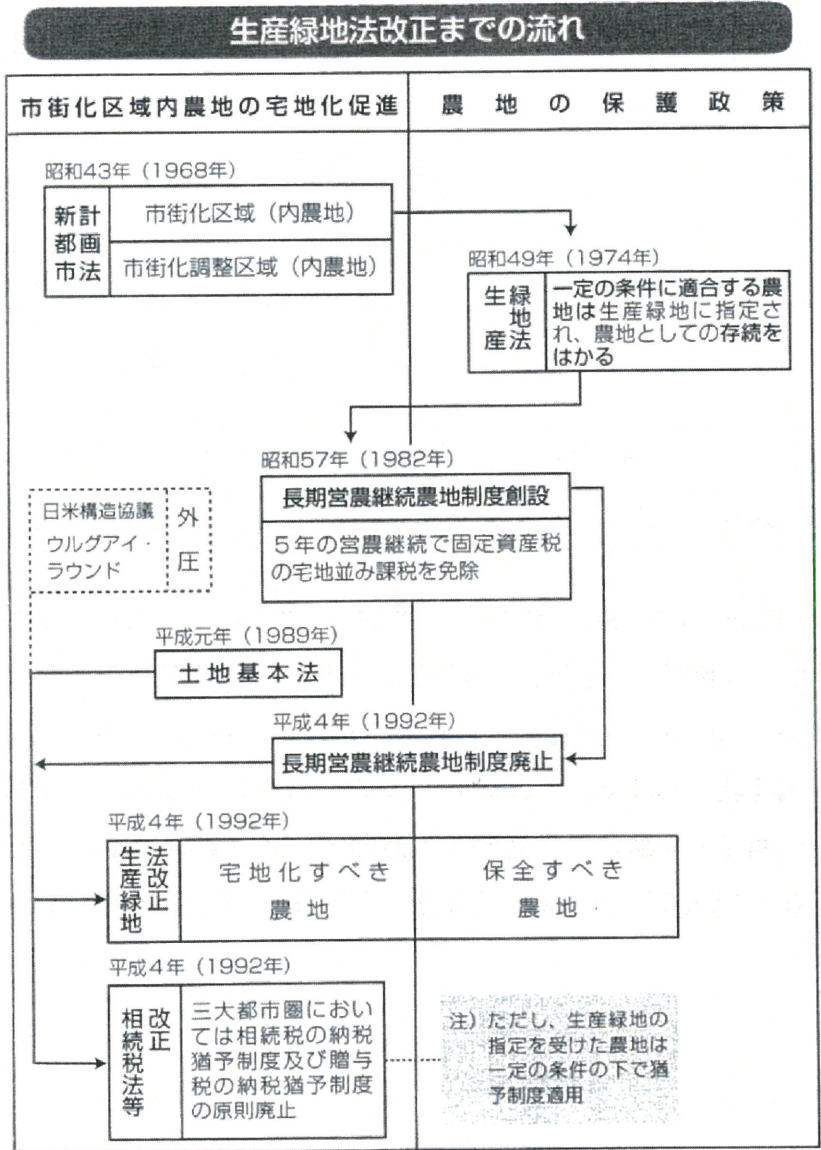 生産緑地法改正までの流れ
市街化区域内農地の宅地化促進
農地の保護政策
昭和43年(1968年)
新都市計画法
市街化区域(内農地)
市街化調整区域(内農地)
昭和49年(1974年)
生産緑地法
一定の条件に適合する農
地は生産緑地に指定さ
れ、農地としての存続を
はかる
昭和57年(1982年)
長期営農継続農地制度創設
5年の営農継続で固定資産税
の宅地並み課税を免除
日米構造協議
ウルグアイ・
ラウンド
外圧
平成元年(1989年)
土地基本法
平成4年(1992年)
長期営農継続農地制度廃止
平成4年(1992年)
生産緑地法改正
宅地化すべき
農地
保全すべき
農地
平成4年(1992年)
相続税法等改正
三大都市圏におい
ては相続税の納税
猶予制度及び贈与
税の納税猶予制度
の原則廃止
注)ただし、生産緑地の
指定を受けた農地は
一定の条件の下で猶
予制度適用